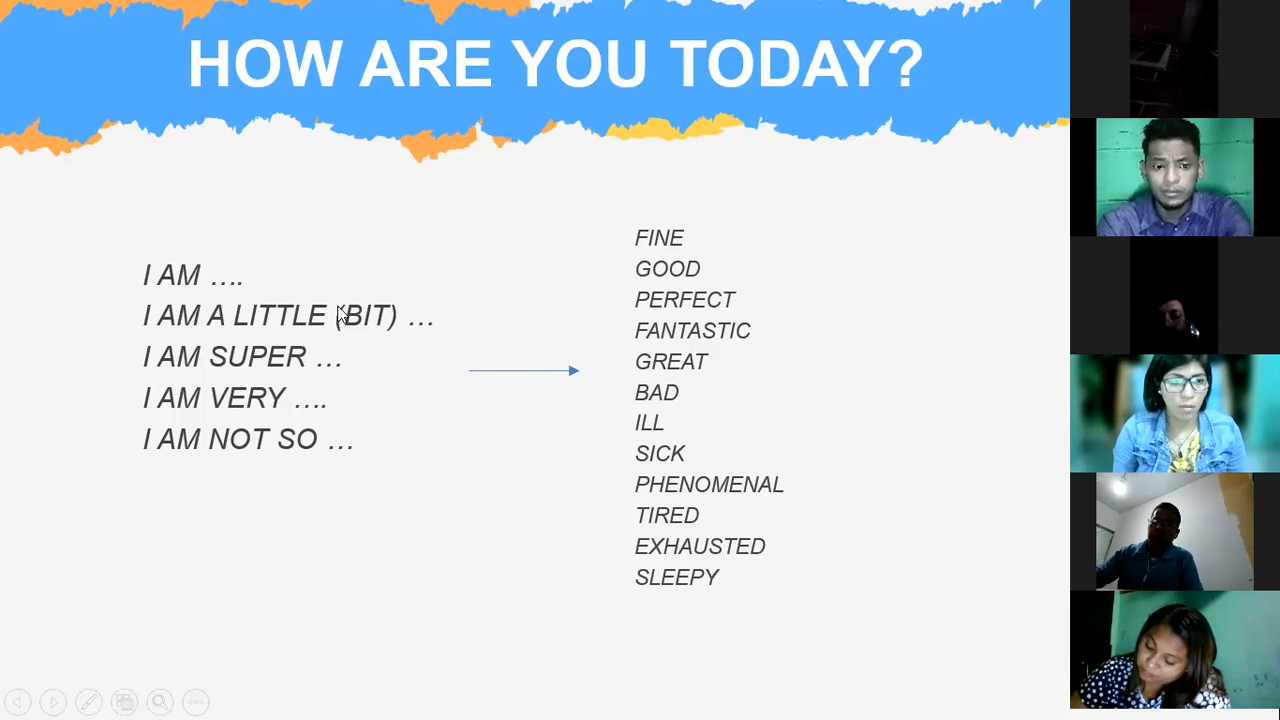 HOW ARE YOU TODAY?
I AM ….
I AM A LITTLE (BIT) …
I AM SUPER …
I AM VERY ….
I AM NOT SO …
FINE
GOOD
PERFECT
FANTASTIC
GREAT
BAD
ILL
SICK
PHENOMENAL
TIRED
EXHAUSTED
SLEEPY